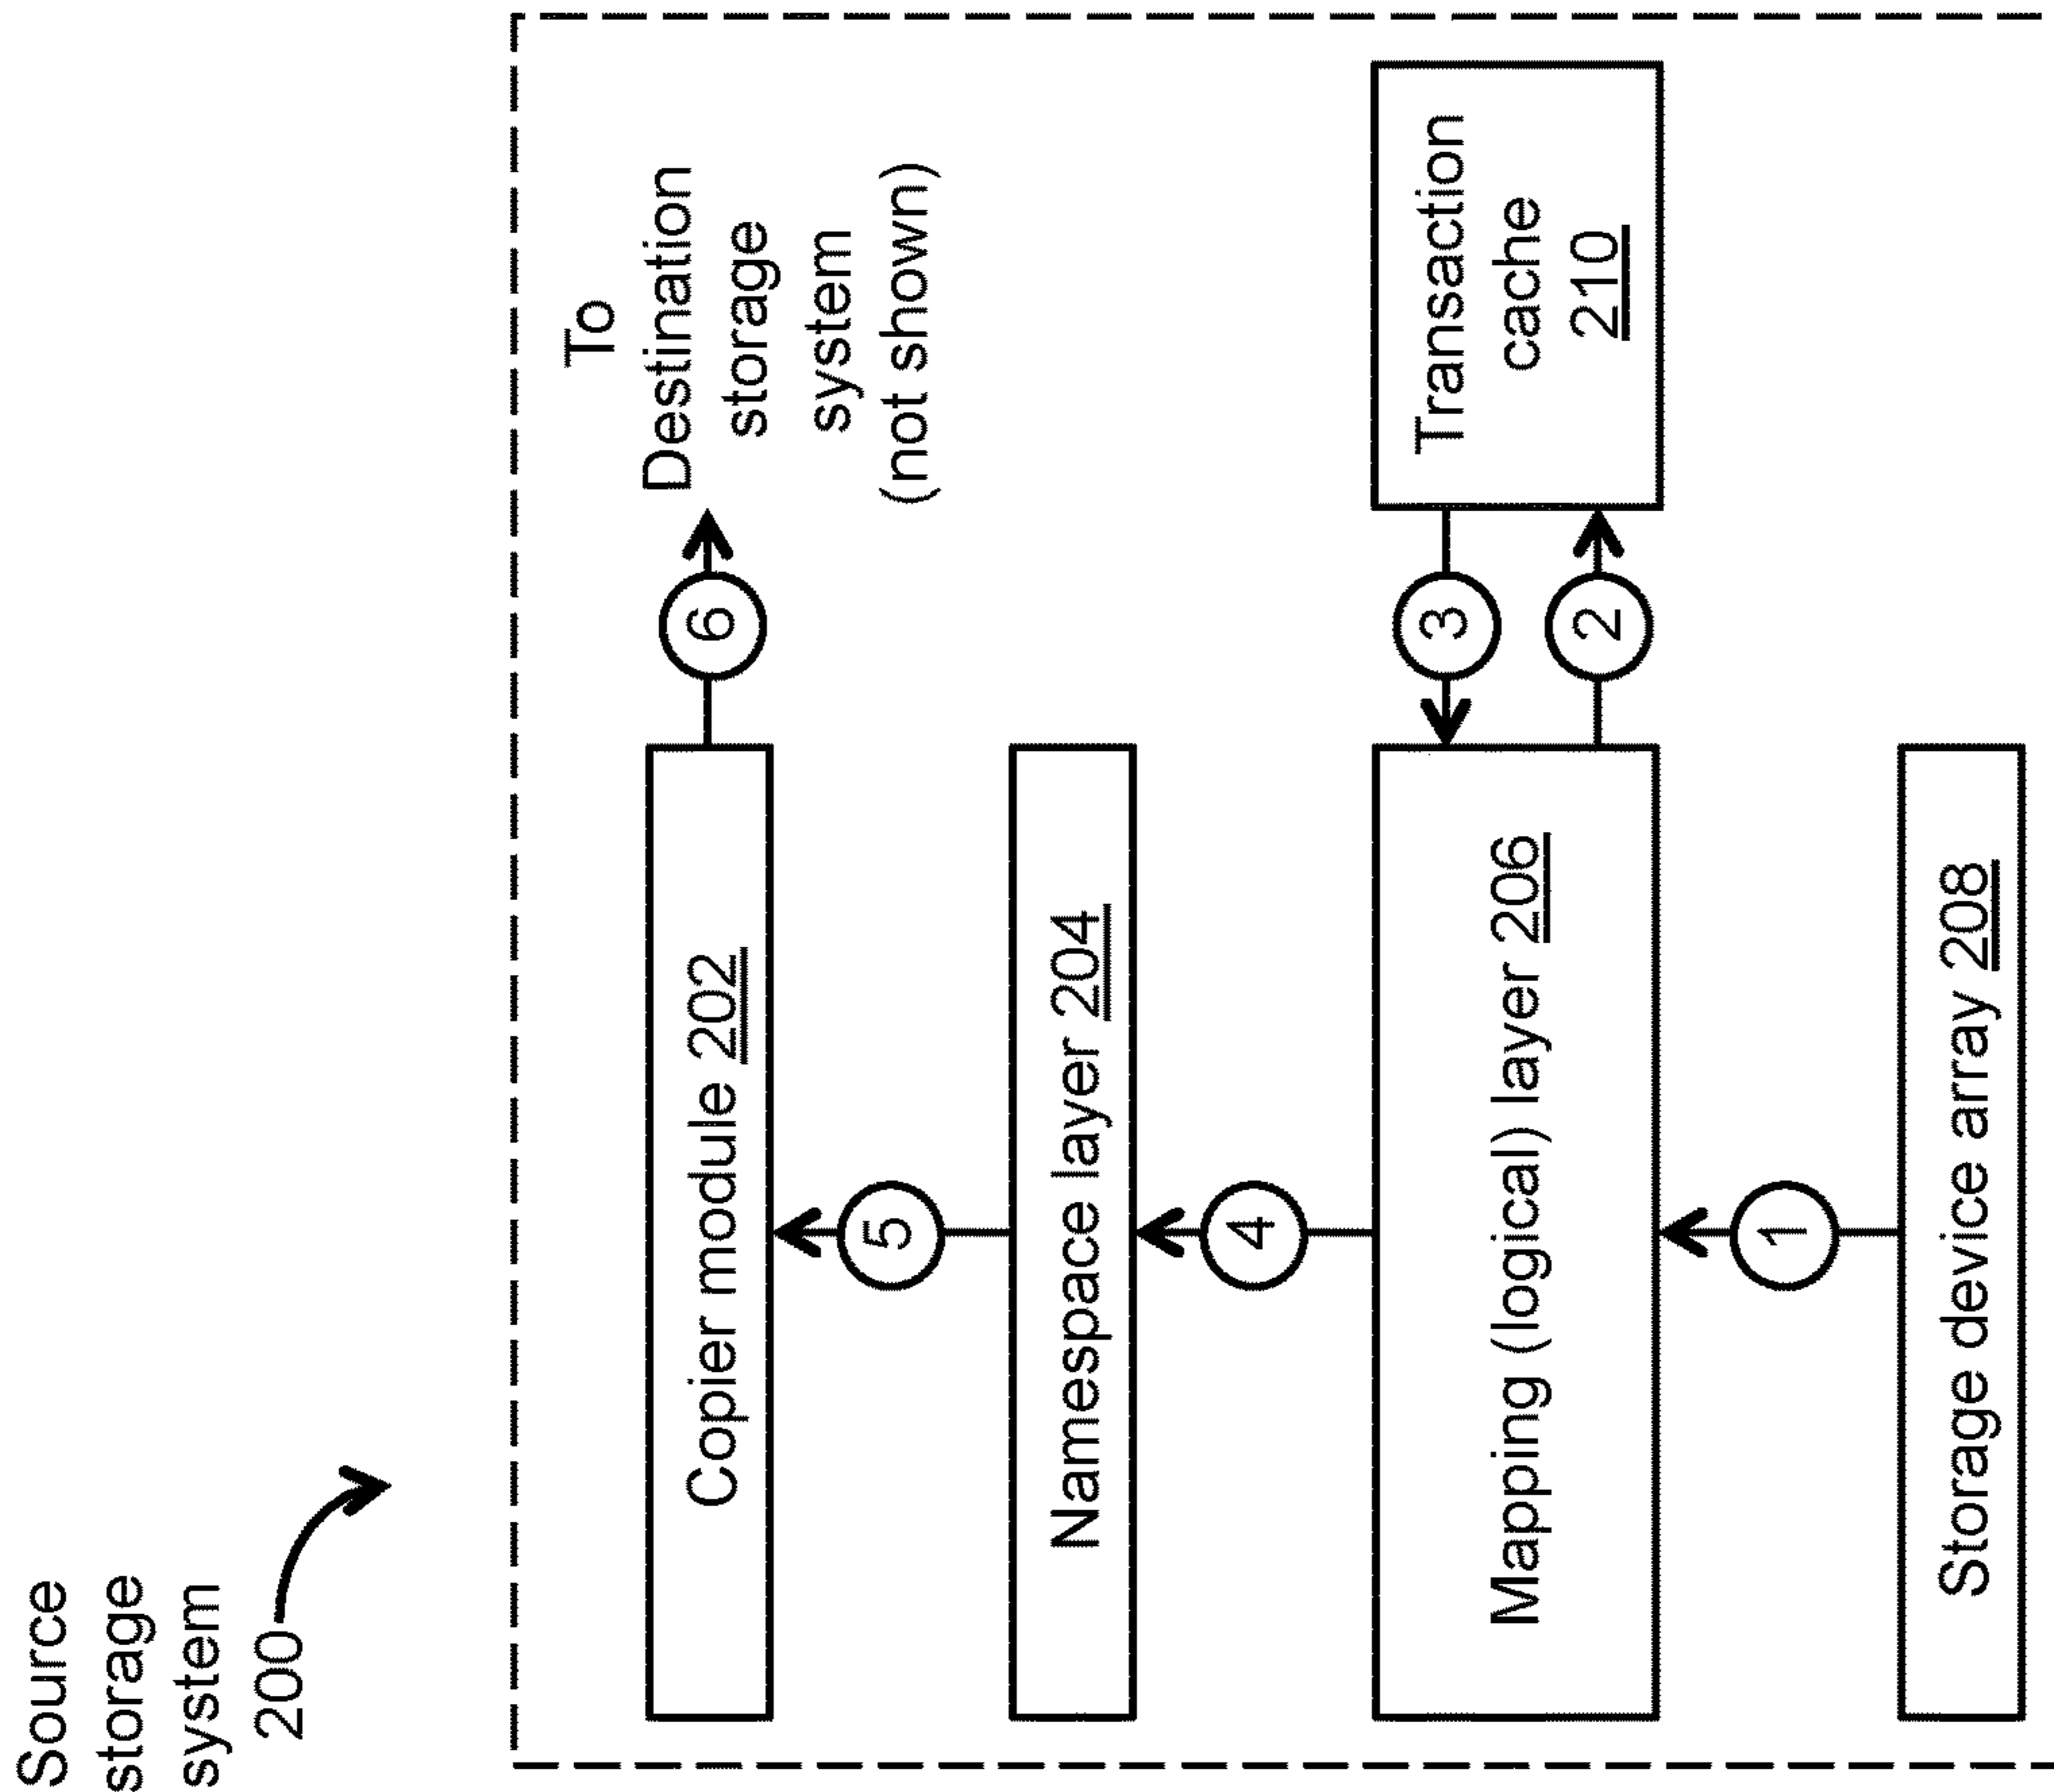 Source
storage
system
200
To
Destination
storage
system
(not shown)
Copier module 202
6
5
Namespace layer 204
4
Mapping (logical) layer 206
3
2
Transaction
cache
210
1
Storage device array 208